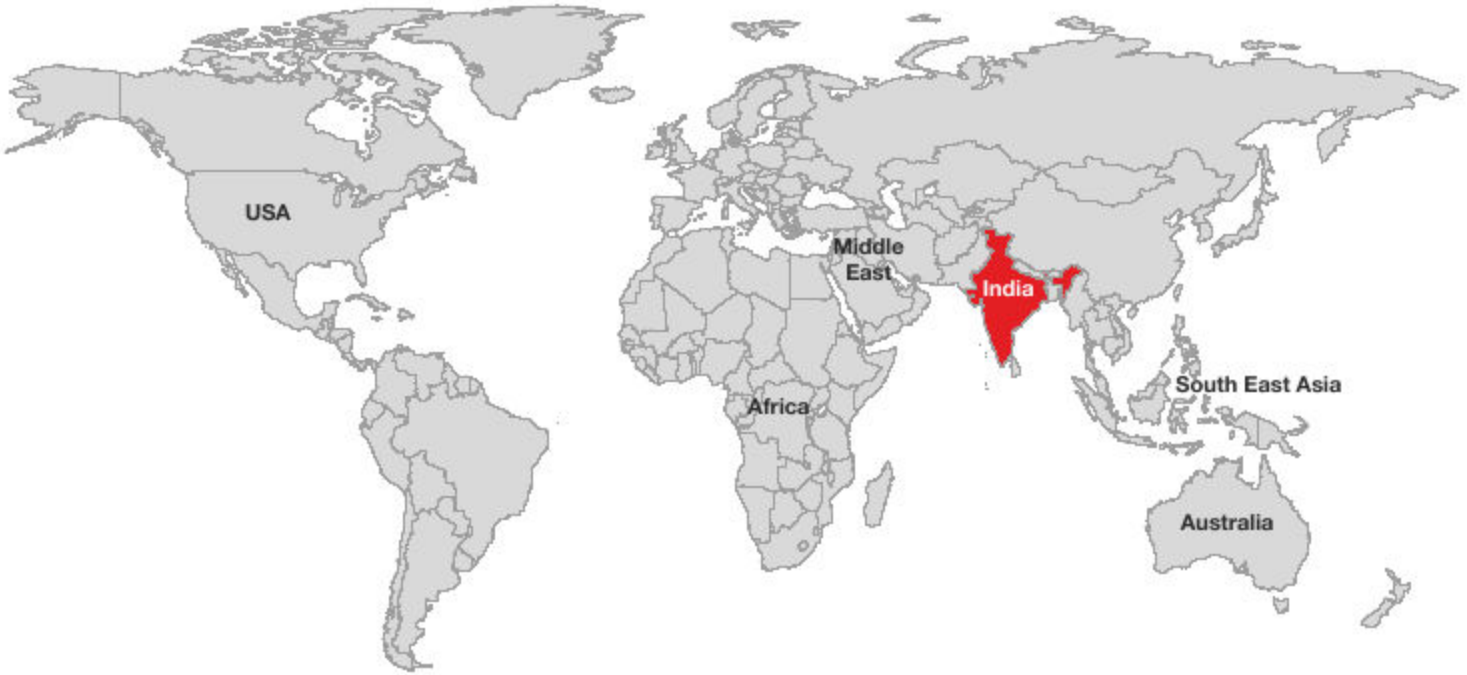 USA
Middle
East
India
South East Asia
Africa
Australia